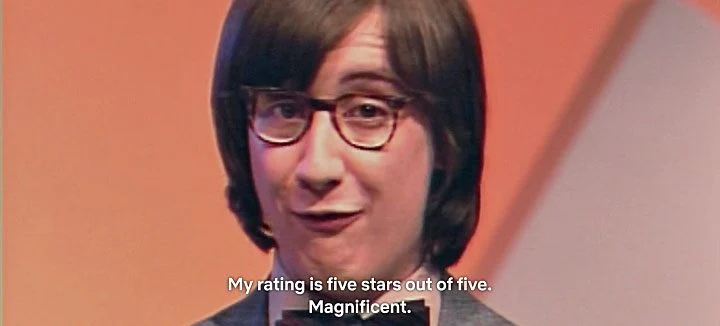 My rating is five stars out of five.
Magnificent.